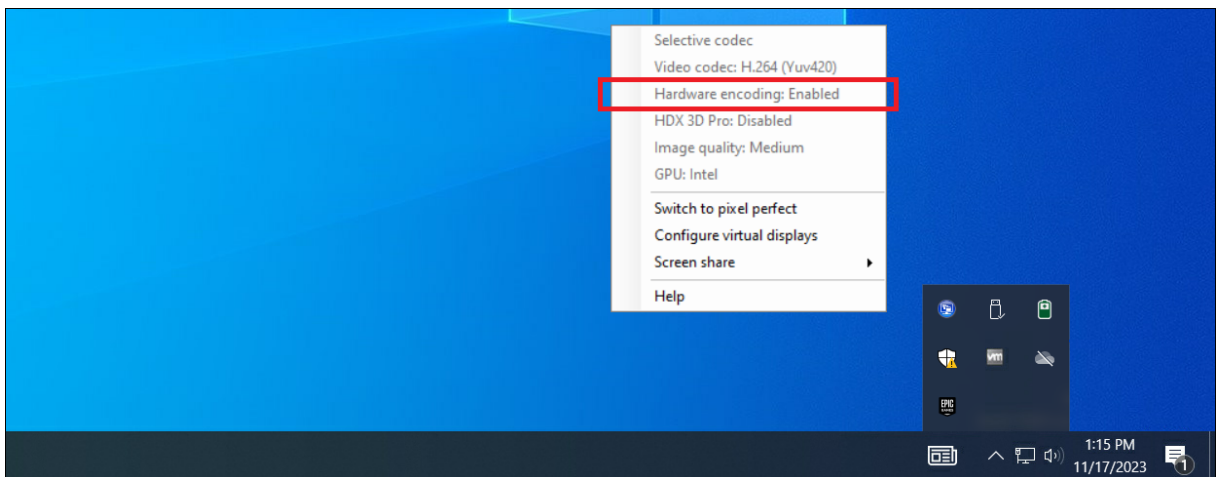 Selective codec
Video codec: H.264 (Yuv420)
Hardware encoding: Enabled
HDX 3D Pro: Disabled
Image quality: Medium
GPU: Intel
Switch to pixel perfect
Configure virtual displays
Screen share
Help
vm
EPIC
1:15 PM
11/17/2023
1